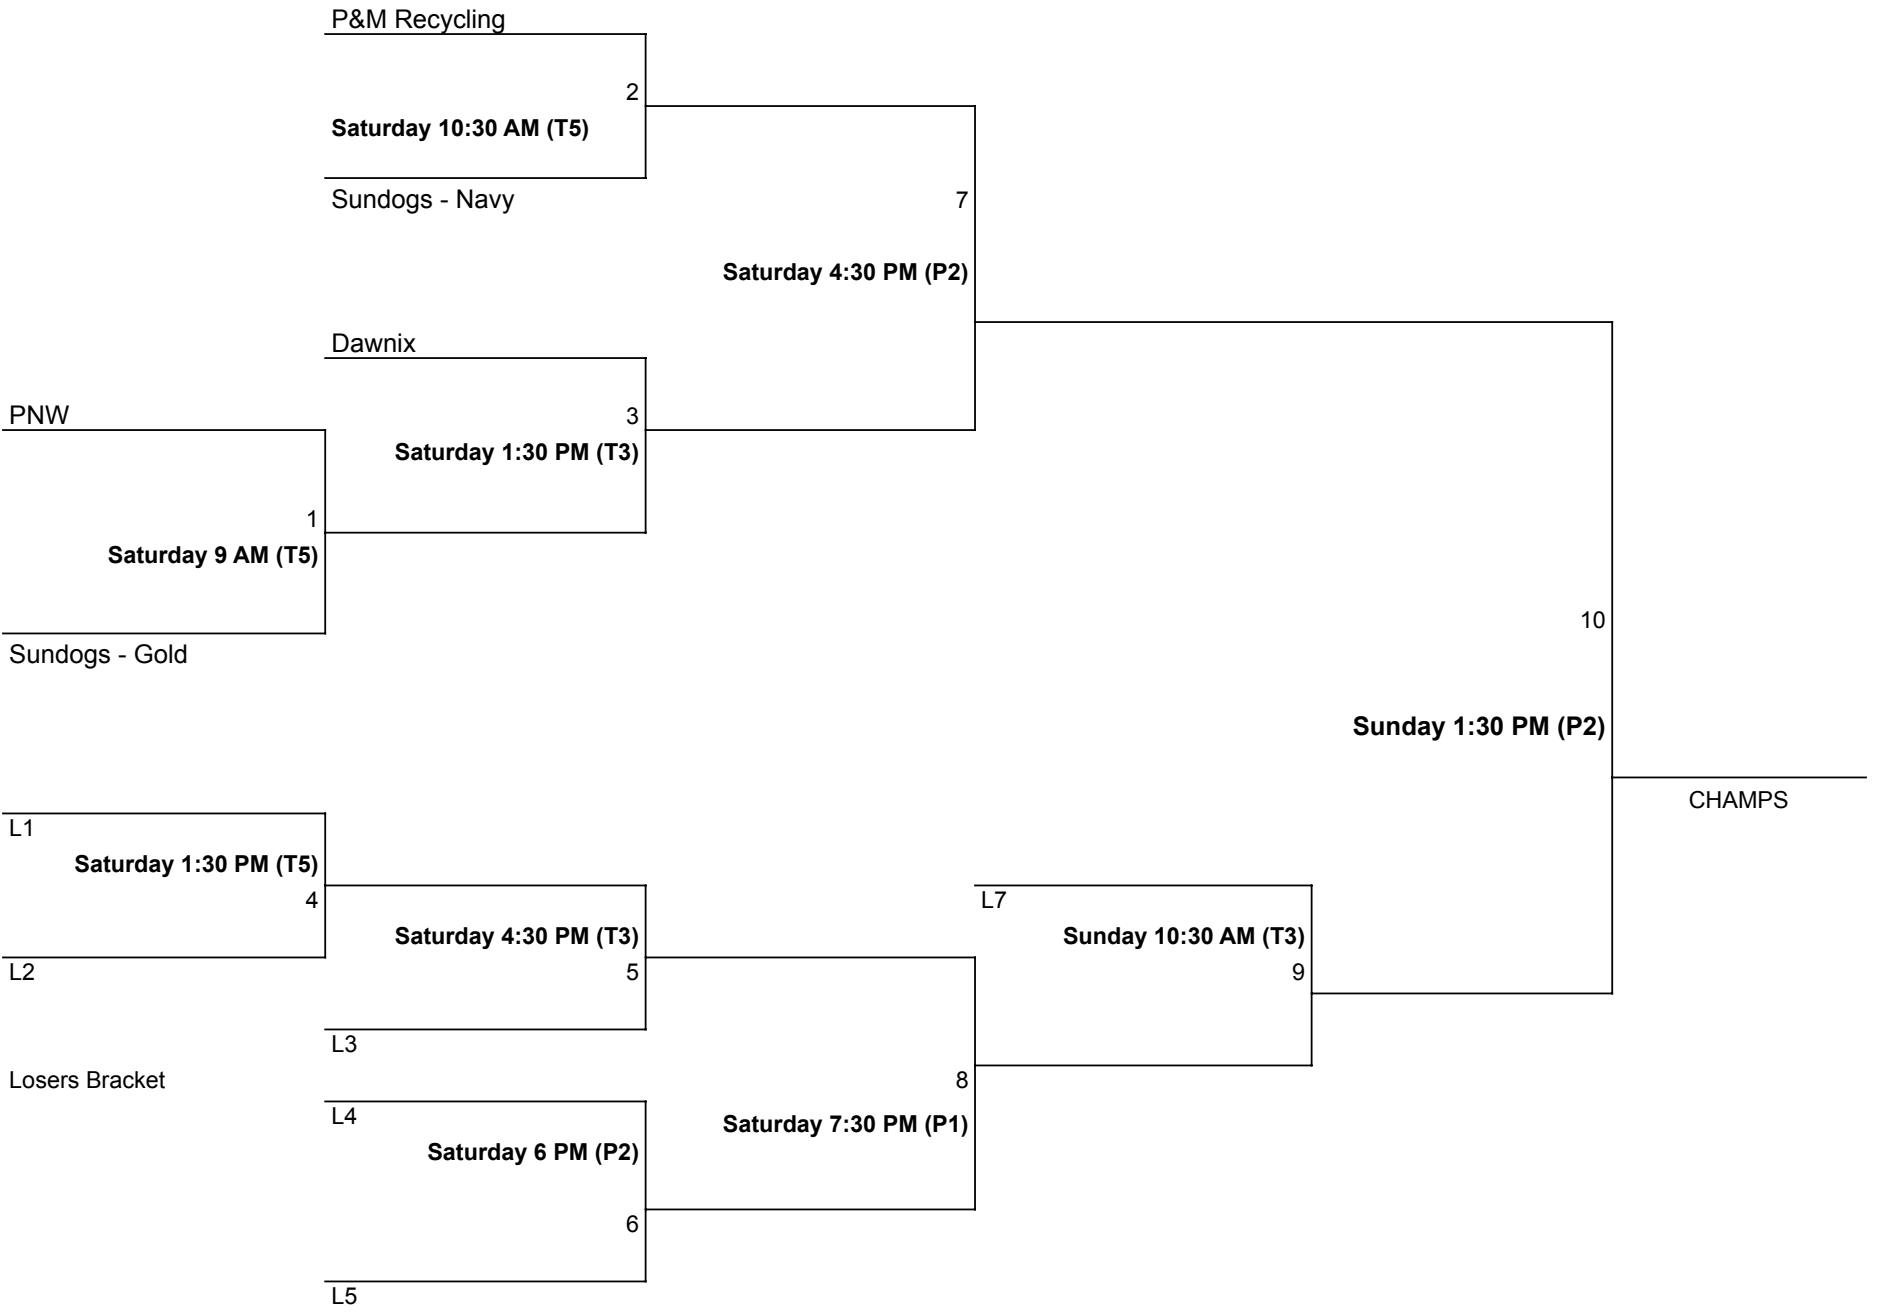 P&M Recycling
2
Saturday 10:30 AM (T5)
Sundogs - Navy
7
Saturday 4:30 PM (P2)
Dawnix
PNW
3
Saturday 1:30 PM (T3)
1
Saturday 9 AM (T5)
10
Sundogs - Gold
Sunday 1:30 PM (P2)
CHAMPS
L1
Saturday 1:30 PM (T5)
4
L7
Saturday 4:30 PM (T3)
Sunday 10:30 AM (T3)
L2
5
9
L3
Losers Bracket
8
L4
Saturday 7:30 PM (P1)
Saturday 6 PM (P2)
6
L5